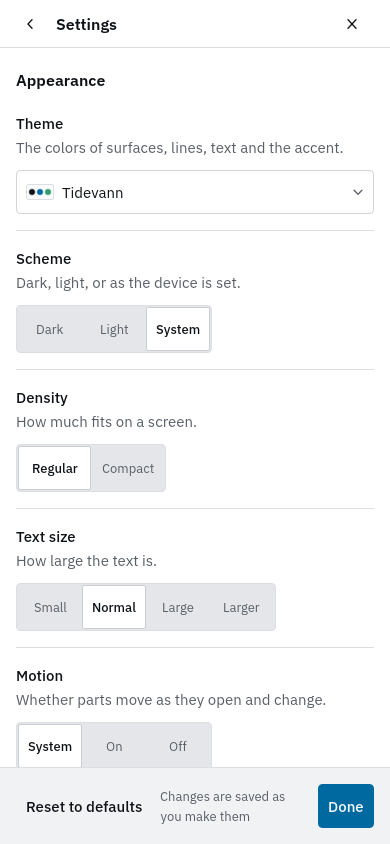 Settings
Appearance
Theme
The colors of surfaces, lines, text and the accent.
Tidevann
Scheme
Dark, light, or as the device is set.
Dark Light System
Density
How much fits on a screen.
Regular Compact
Text size
How large the text is.
Small Normal Large Larger
Motion
Whether parts move as they open and change.
System On Off
Reset to defaults
Changes are saved as
you make them
Done